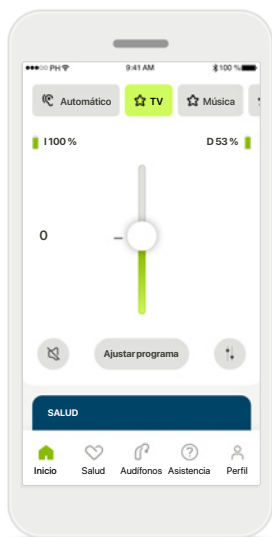 PH 9:41 AM 100 %
Automático TV Música
I 100 % D 53 %
0
Ajustar programa
SALUD
Inicio Salud Audífonos Asistencia Perfil